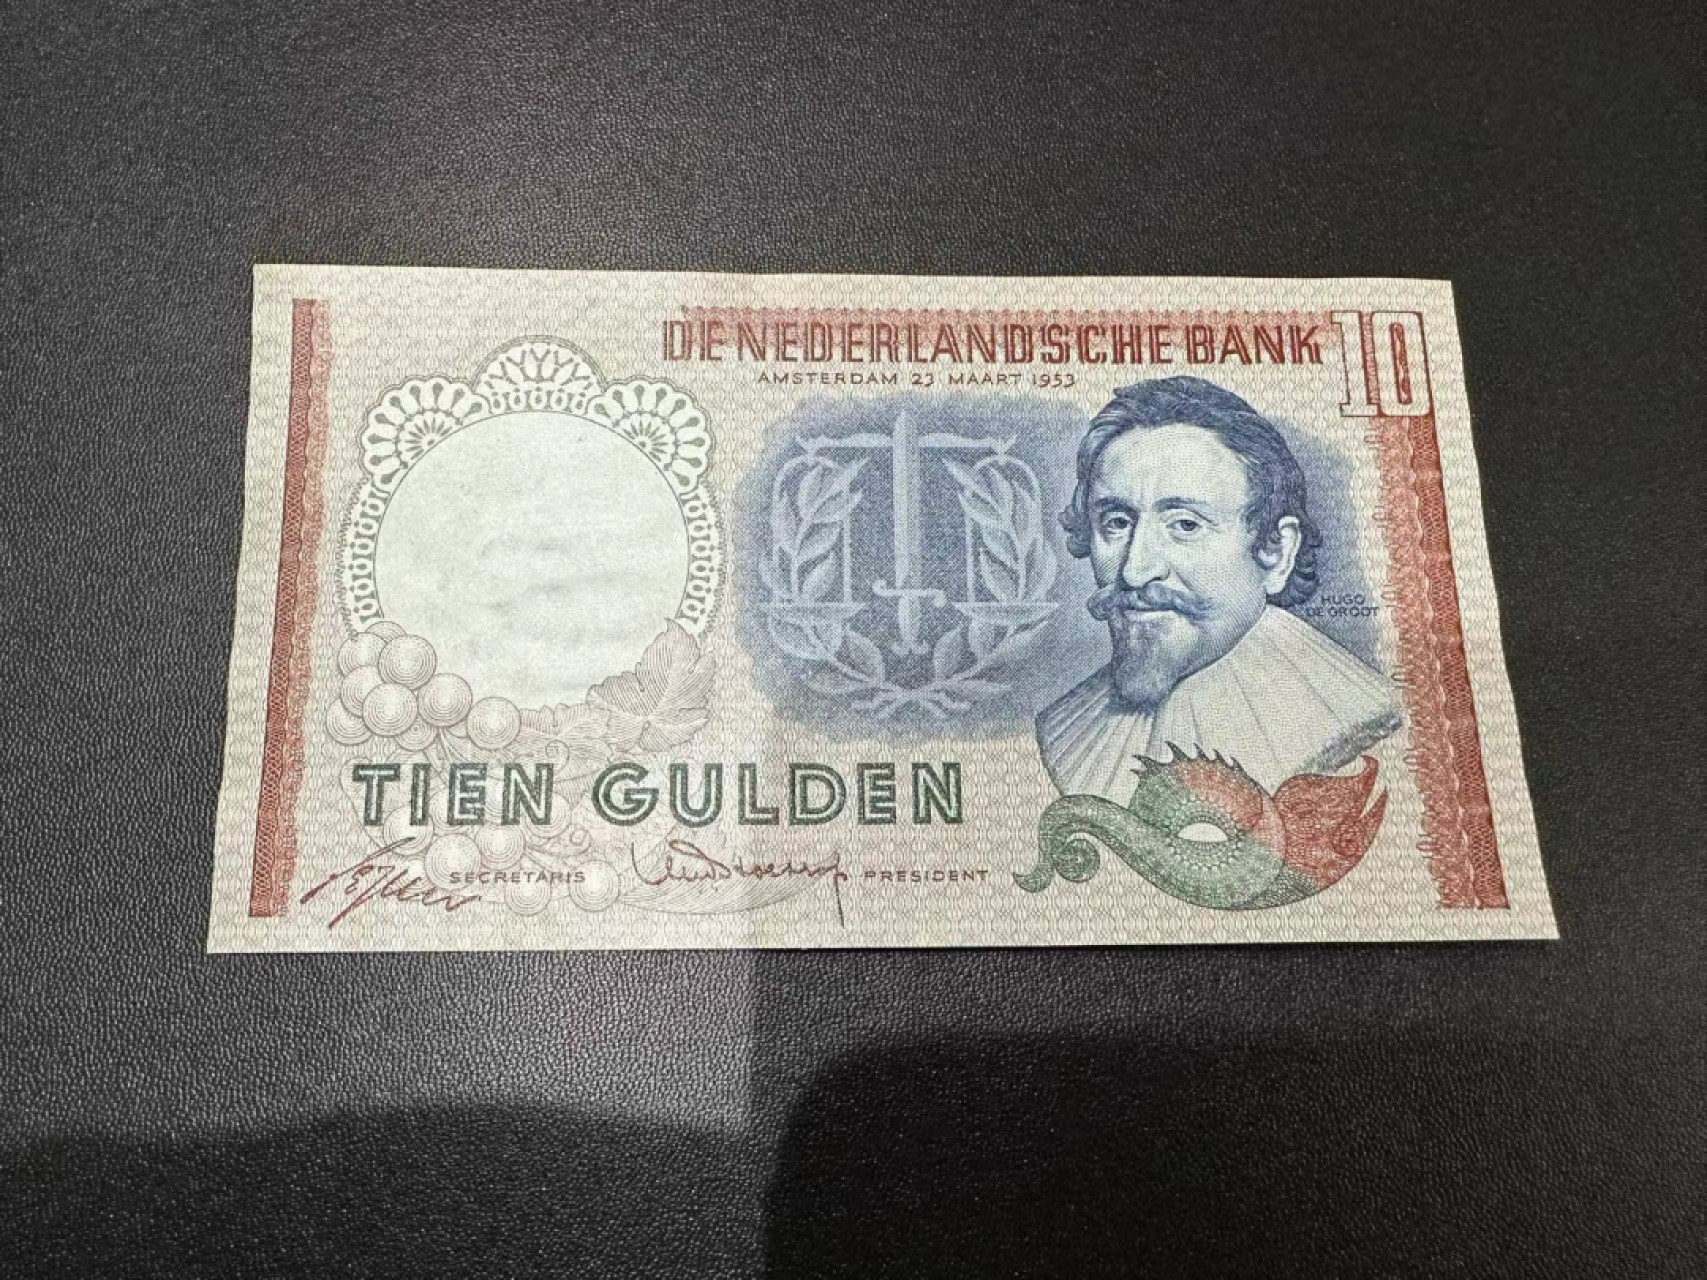 DE NEDERLANDSCHE BANK 10
AMSTERDAM 23 MAART 1953
HUGO
DE GROOT
TIEN GULDEN
SECRETARIS PRESIDENT